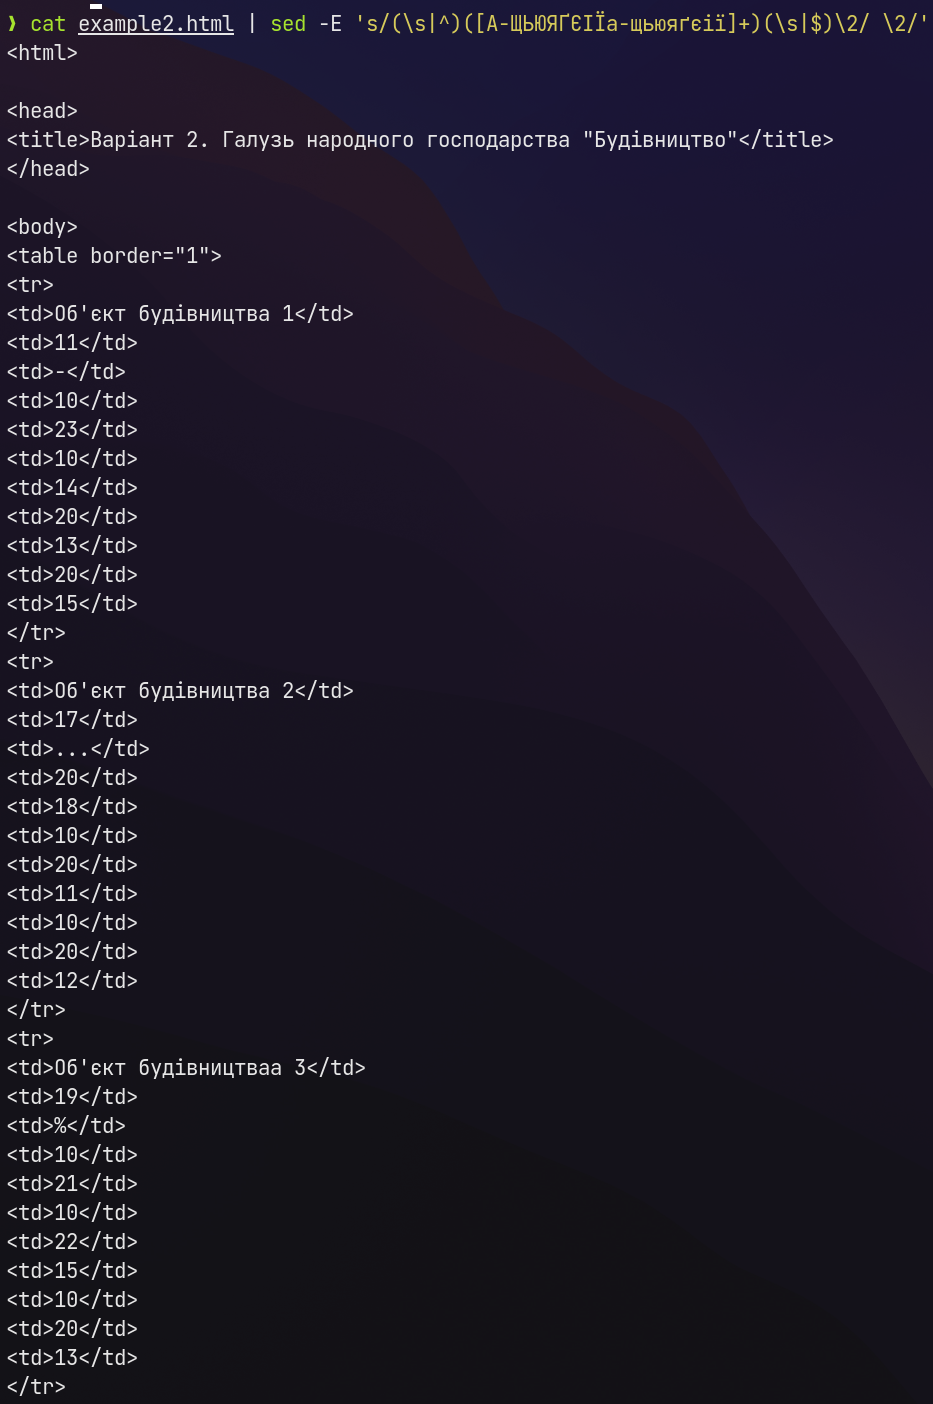 ❯ cat example2.html | sed -E 's/(\s|^)([А-ЩЬЮЯҐЄІЇа-щьюяґєії]+)(\s|$)\2/ \2/'
<html>
<head>
<title>Варіант 2. Галузь народного господарства "Будівництво"</title>
</head>
<body>
<table border="1">
<tr>
<td>Об'єкт будівництва 1</td>
<td>11</td>
<td>-</td>
<td>10</td>
<td>23</td>
<td>10</td>
<td>14</td>
<td>20</td>
<td>13</td>
<td>20</td>
<td>15</td>
</tr>
<tr>
<td>Об'єкт будівництва 2</td>
<td>17</td>
<td>...</td>
<td>20</td>
<td>18</td>
<td>10</td>
<td>20</td>
<td>11</td>
<td>10</td>
<td>20</td>
<td>12</td>
</tr>
<tr>
<td>Об'єкт будівництваа 3</td>
<td>19</td>
<td>%</td>
<td>10</td>
<td>21</td>
<td>10</td>
<td>22</td>
<td>15</td>
<td>10</td>
<td>20</td>
<td>13</td>
</tr>